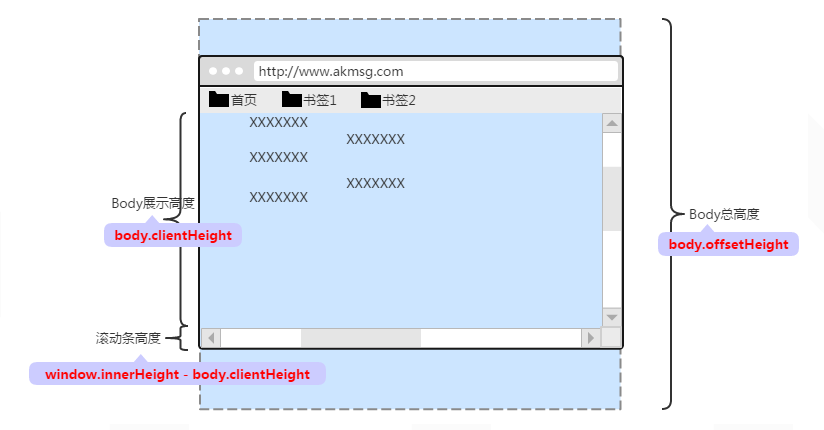 http://www.akmsg.com
首页 书签1 书签2
XXXXXXX
XXXXXXX
XXXXXXX
XXXXXXX
XXXXXXX
Body展示高度
body.clientHeight
Body总高度
body.offsetHeight
滚动条高度
window.innerHeight - body.clientHeight